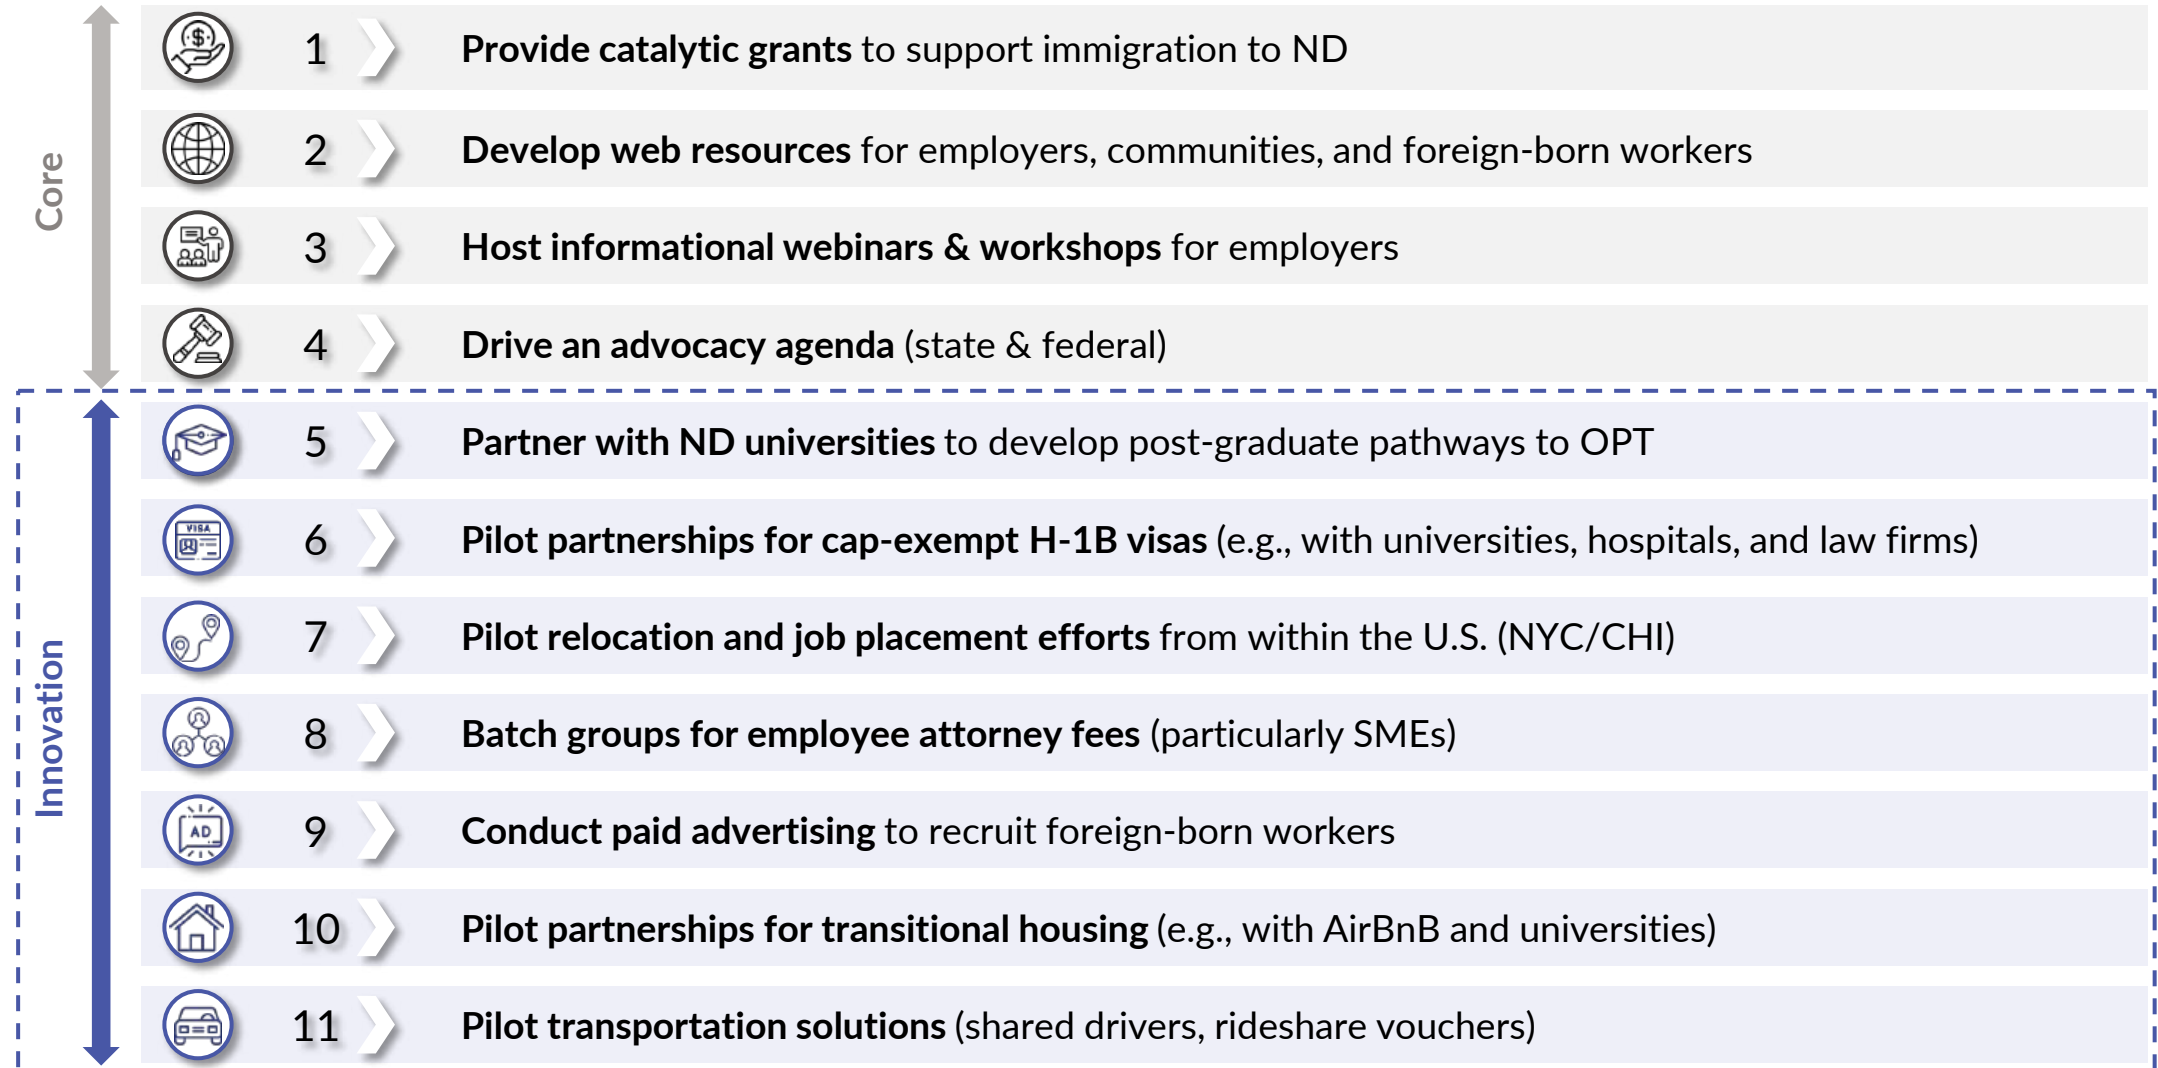 Core
1 Provide catalytic grants to support immigration to ND
2 Develop web resources for employers, communities, and foreign-born workers
3 Host informational webinars & workshops for employers
4 Drive an advocacy agenda (state & federal)
Innovation
5 Partner with ND universities to develop post-graduate pathways to OPT
VISA
6 Pilot partnerships for cap-exempt H-1B visas (e.g., with universities, hospitals, and law firms)
7 Pilot relocation and job placement efforts from within the U.S. (NYC/CHI)
8 Batch groups for employee attorney fees (particularly SMEs)
AD
9 Conduct paid advertising to recruit foreign-born workers
10 Pilot partnerships for transitional housing (e.g., with AirBnB and universities)
11 Pilot transportation solutions (shared drivers, rideshare vouchers)